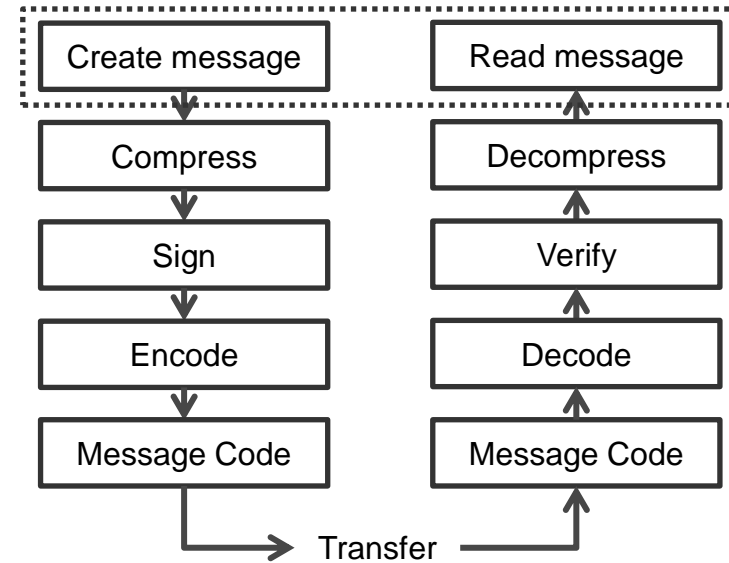 Create message
Read message
Compress
Decompress
Sign
Verify
Encode
Decode
Message Code
Message Code
Transfer